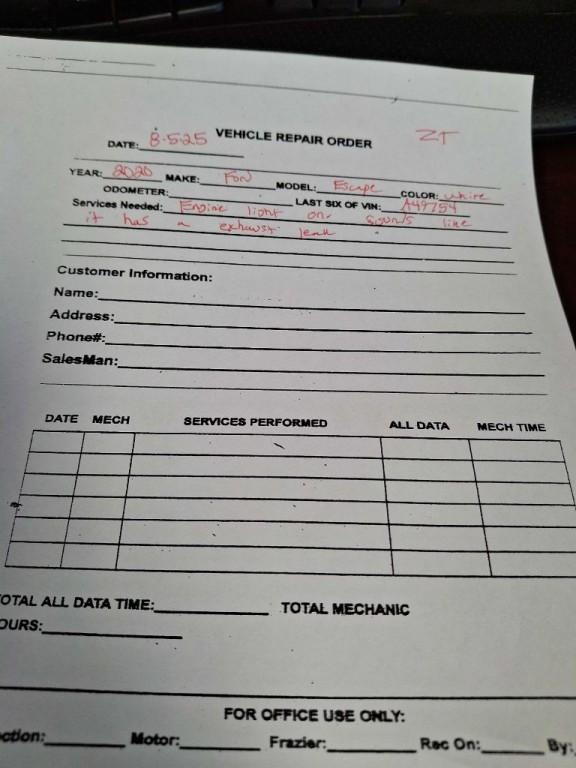 VEHICLE REPAIR ORDER ZT
DATE: 8-5-25
YEAR: 2020 MAKE: Ford MODEL: Escape COLOR: white
ODOMETER: LAST SIX OF VIN: A49754
Services Needed: Engine light on. Sounds like
it has a exhaust leak
Customer Information:
Name:
Address:
Phone#:
SalesMan:
DATE MECH SERVICES PERFORMED ALL DATA MECH TIME
OTAL ALL DATA TIME: TOTAL MECHANIC
OURS:
FOR OFFICE USE ONLY:
ction: Motor: Frazier: Rec On: By: